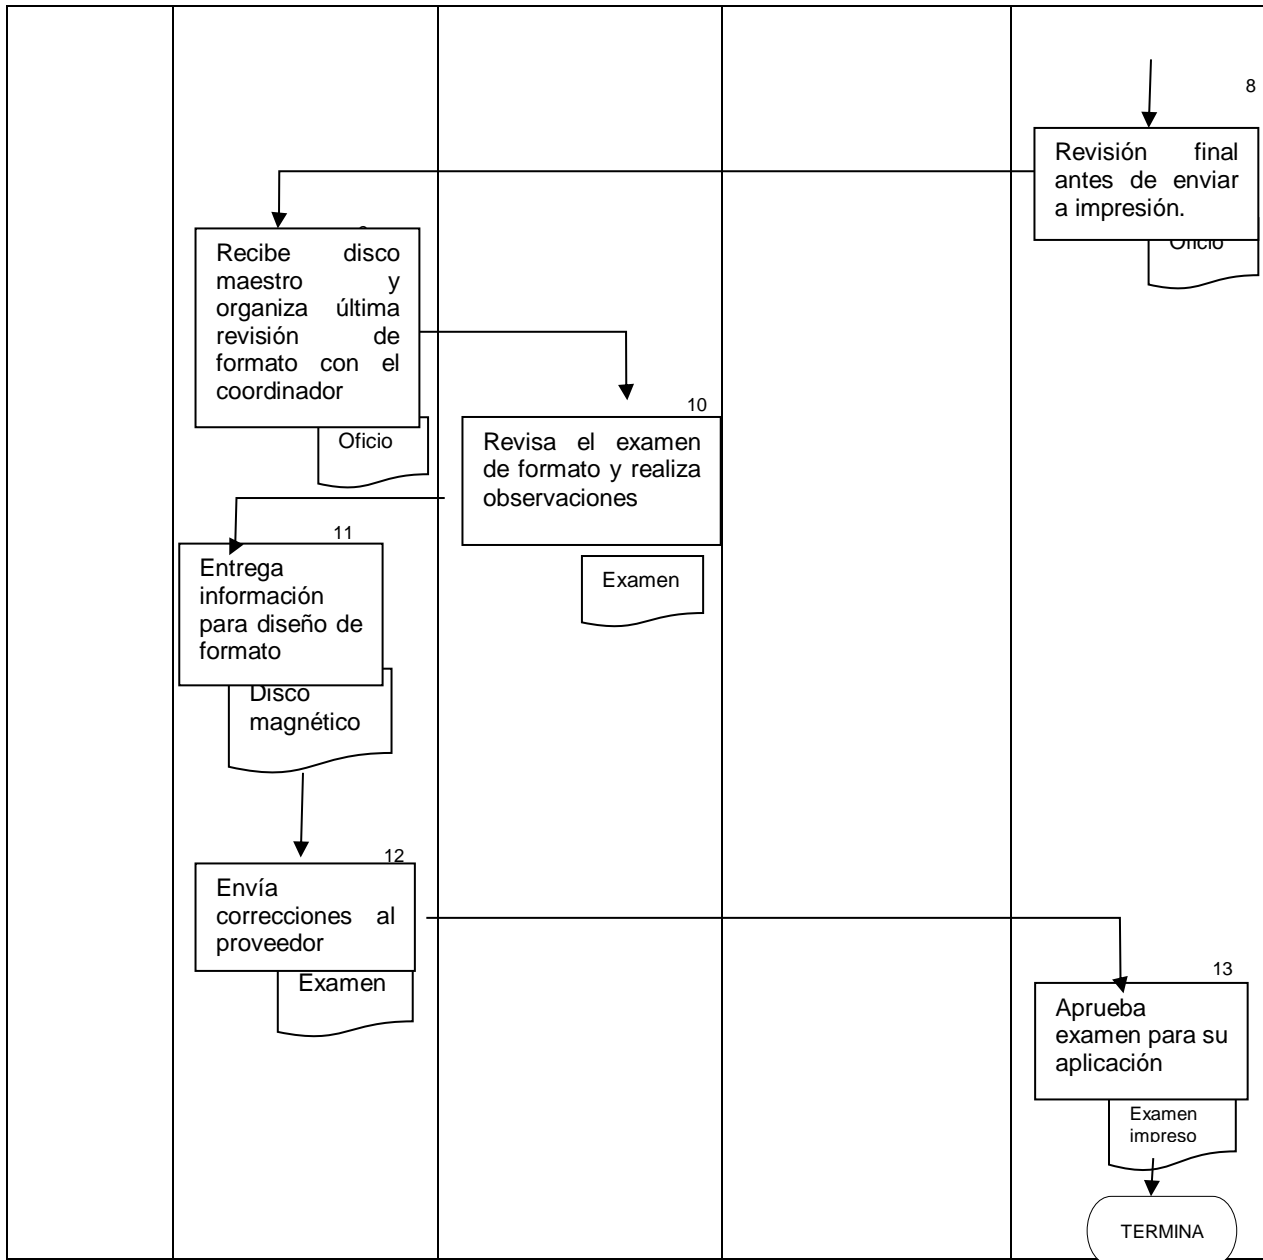 8
Revisión final
antes de enviar
a impresión.
Oficio
Recibe disco
maestro y
organiza última
revisión de
formato con el
coordinador
Oficio
10
Revisa el examen
de formato y realiza
observaciones
Examen
11
Entrega
información
para diseño de
formato
Disco
magnético
12
Envía
correcciones al
proveedor
Examen
13
Aprueba
examen para su
aplicación
Examen
impreso
TERMINA